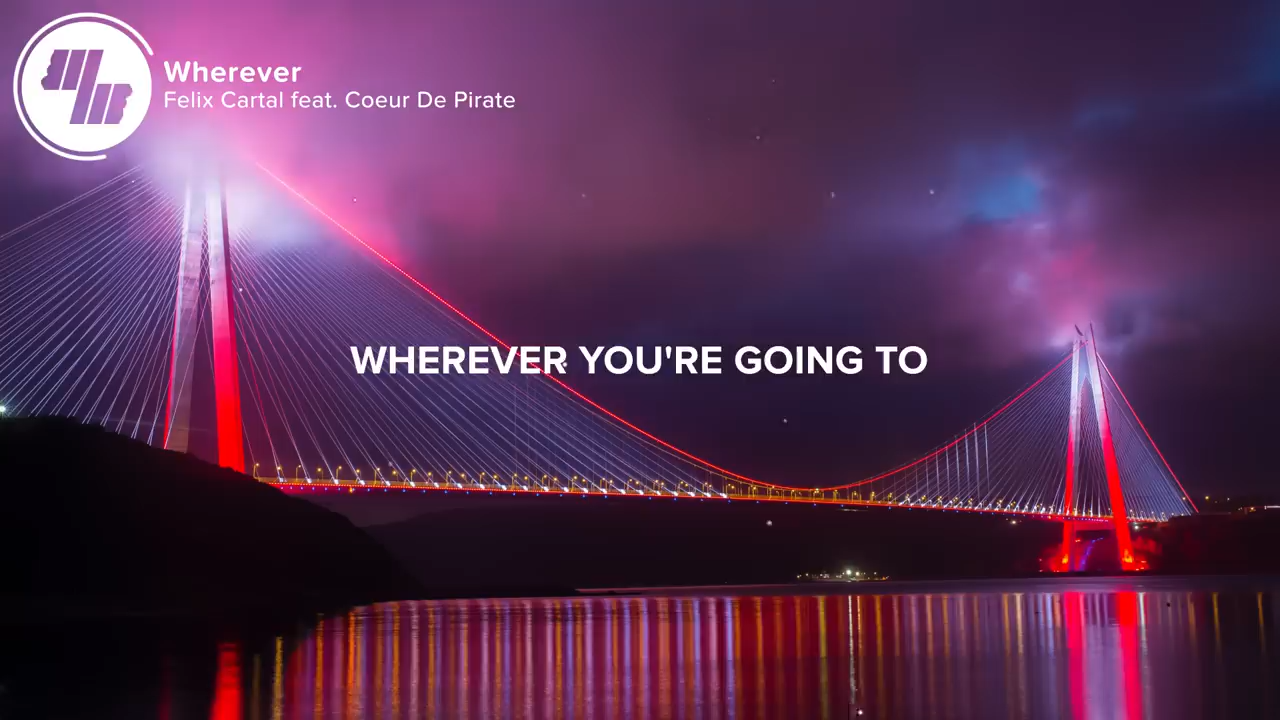 Wherever
Felix Cartal feat. Coeur De Pirate
WHEREVER YOU'RE GOING TO